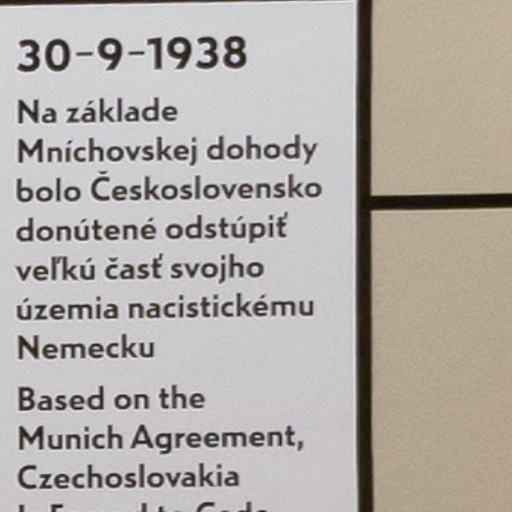 30-9-1938
Na základe
Mníchovskej dohody
bolo Československo
donútené odstúpiť
veľkú časť svojho
územia nacistickému
Nemecku
Based on the
Munich Agreement,
Czechoslovakia